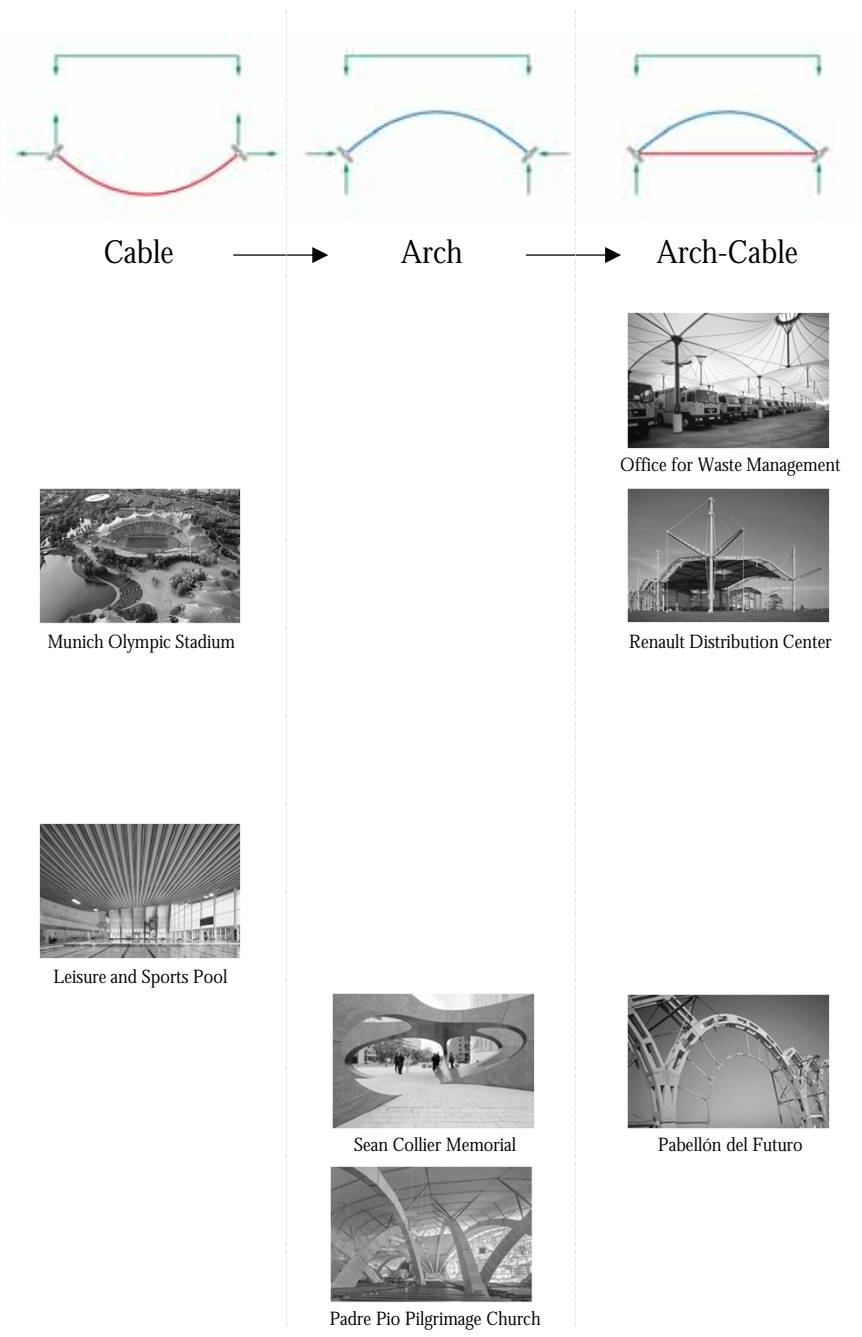 Cable
Arch
Arch-Cable
Office for Waste Management
Munich Olympic Stadium
Renault Distribution Center
Leisure and Sports Pool
Sean Collier Memorial
Pabellón del Futuro
Padre Pio Pilgrimage Church